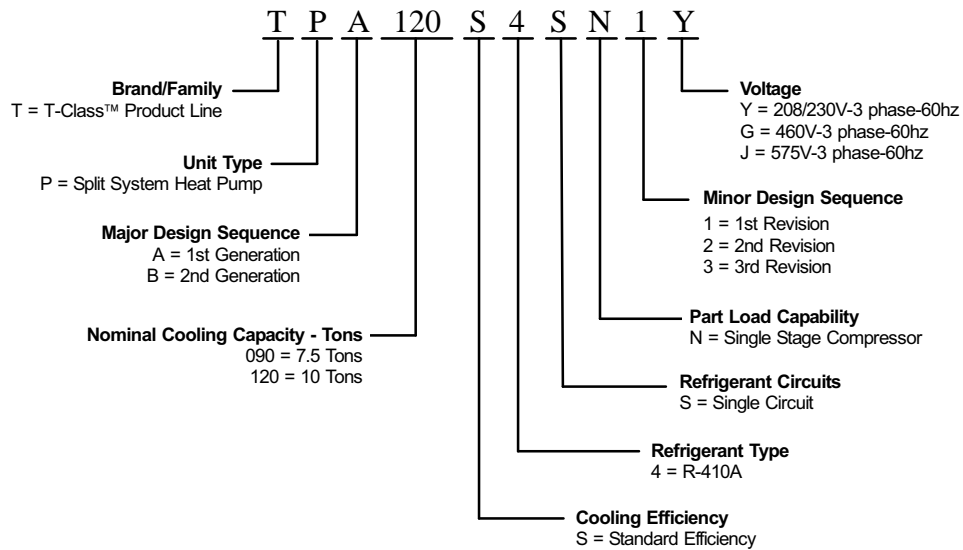 T P A 120 S 4 S N 1 Y
Brand/Family
T = T-Class™ Product Line
Unit Type
P = Split System Heat Pump
Major Design Sequence
A = 1st Generation
B = 2nd Generation
Nominal Cooling Capacity - Tons
090 = 7.5 Tons
120 = 10 Tons
Voltage
Y = 208/230V-3 phase-60hz
G = 460V-3 phase-60hz
J = 575V-3 phase-60hz
Minor Design Sequence
1 = 1st Revision
2 = 2nd Revision
3 = 3rd Revision
Part Load Capability
N = Single Stage Compressor
Refrigerant Circuits
S = Single Circuit
Refrigerant Type
4 = R-410A
Cooling Efficiency
S = Standard Efficiency